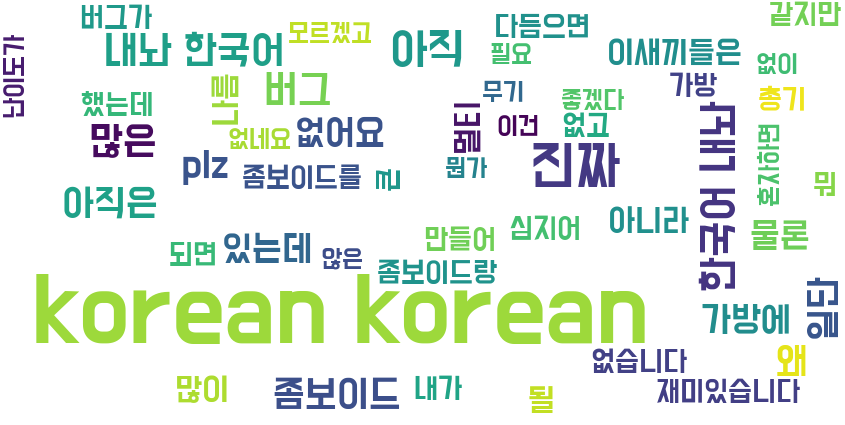 버그가
같지만
내놔 한국어
모르겠고
아직
다듬으면
난이도가
필요
이새끼들은
없이
했는데
나름
버그
무기
좋겠다
가방
총기
많은
없네요
없어요
멀티
이건
없고
한국어 내놔
혼자하면
plz
좀보이드를
글
뭔가
진짜
뭐
아직은
만들어
심지어
아니라
물론
되면
있는데
않은
좀보이드랑
일단
korean korean
가방에
없습니다
왜
많이
좀보이드
내가
될
재미있습니다